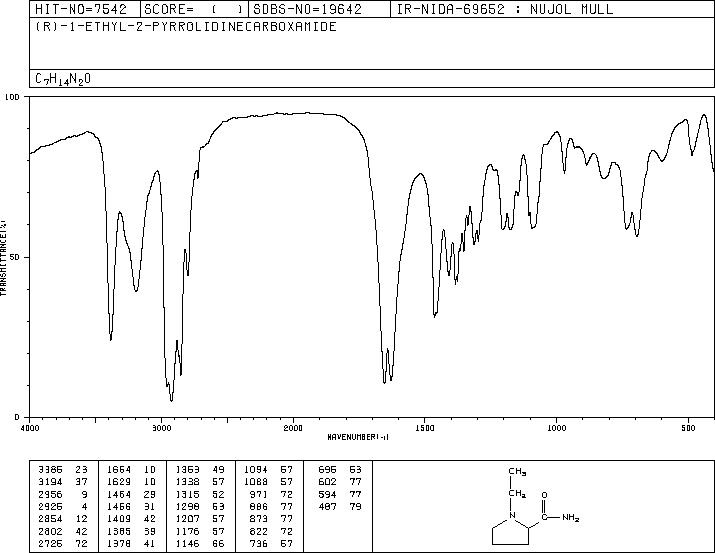 HIT-NO=7542 SCORE= ( ) SDBS-NO=19642 IR-NIDA-69652 : NUJOL MULL
(R)-1-ETHYL-2-PYRROLIDINECARBOXAMIDE
C7H14N2O
100
50
0
TRANSMITTANCE(%)
4000 3000 2000 1500 1000 500
WAVENUMBER(-1)
3385 23 1654 10 1353 49 1094 57 695 53
3194 37 1629 10 1338 57 1088 57 602 77
2956 9 1464 29 1315 52 971 72 594 77
2925 4 1456 31 1298 53 886 77 487 79
2854 12 1409 42 1207 57 873 77
2802 42 1385 39 1176 57 822 72
2725 72 1378 41 1146 66 736 57
CH3
CH2
O
N C NH2